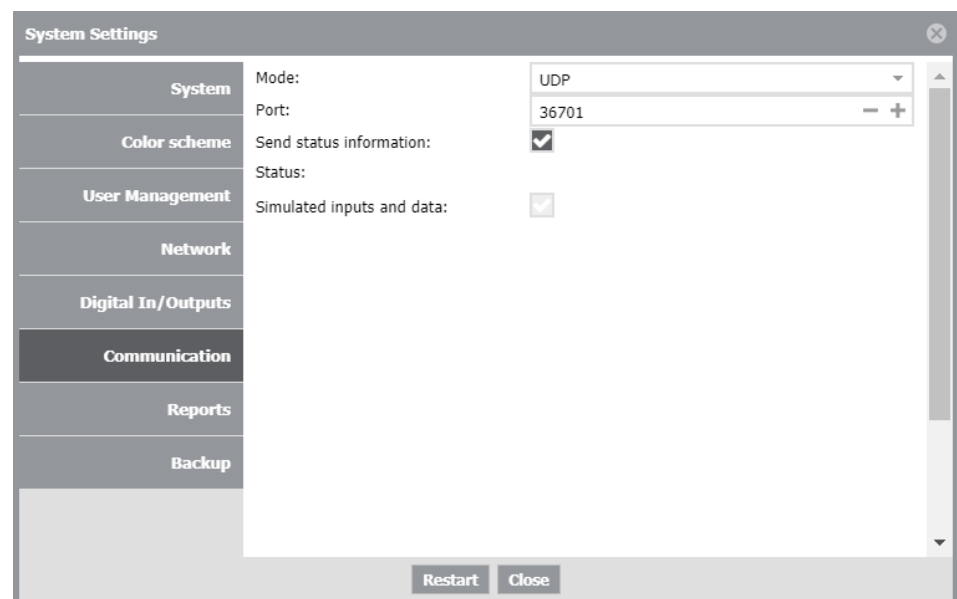 System Settings
System
Color scheme
User Management
Network
Digital In/Outputs
Communication
Reports
Backup
Mode: UDP
Port: 36701
Send status information:
Status:
Simulated inputs and data:
Restart Close